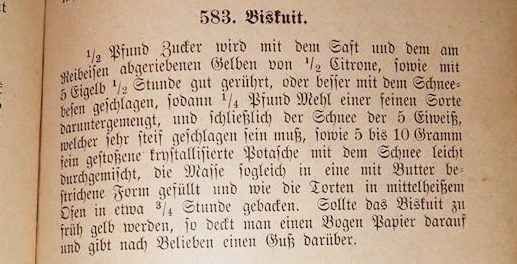 583. Biskuit.
1/2 Pfund Zucker wird mit dem Saft und dem am
Reibeisen abgeriebenen Gelben von 1/2 Citrone, sowie mit
5 Eigelb 1/2 Stunde gut gerührt, oder besser mit dem Schnee-
besen geschlagen, sodann 1/4 Pfund Mehl einer feinen Sorte
daruntergemengt, und schließlich der Schnee der 5 Eiweiß,
welcher sehr steif geschlagen sein muß, sowie 5 bis 10 Gramm
fein gestoßene krystallisierte Potasche mit dem Schnee leicht
durchgemischt, die Masse sogleich in eine mit Butter be-
strichene Form gefüllt und wie die Torten in mittelheißem
Ofen in etwa 3/4 Stunde gebacken. Sollte das Biskuit zu
früh gelb werden, so deckt man einen Bogen Papier darauf
und gibt nach Belieben einen Guß darüber.